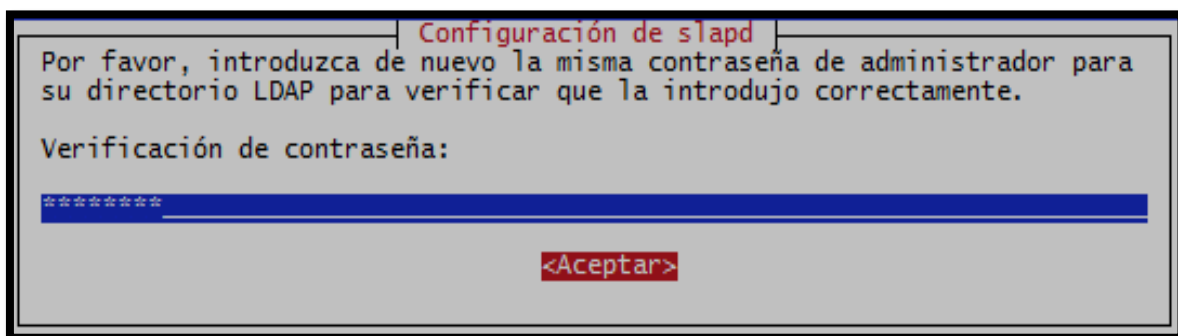 Configuración de slapd
Por favor, introduzca de nuevo la misma contraseña de administrador para
su directorio LDAP para verificar que la introdujo correctamente.
Verificación de contraseña:
********
<Aceptar>